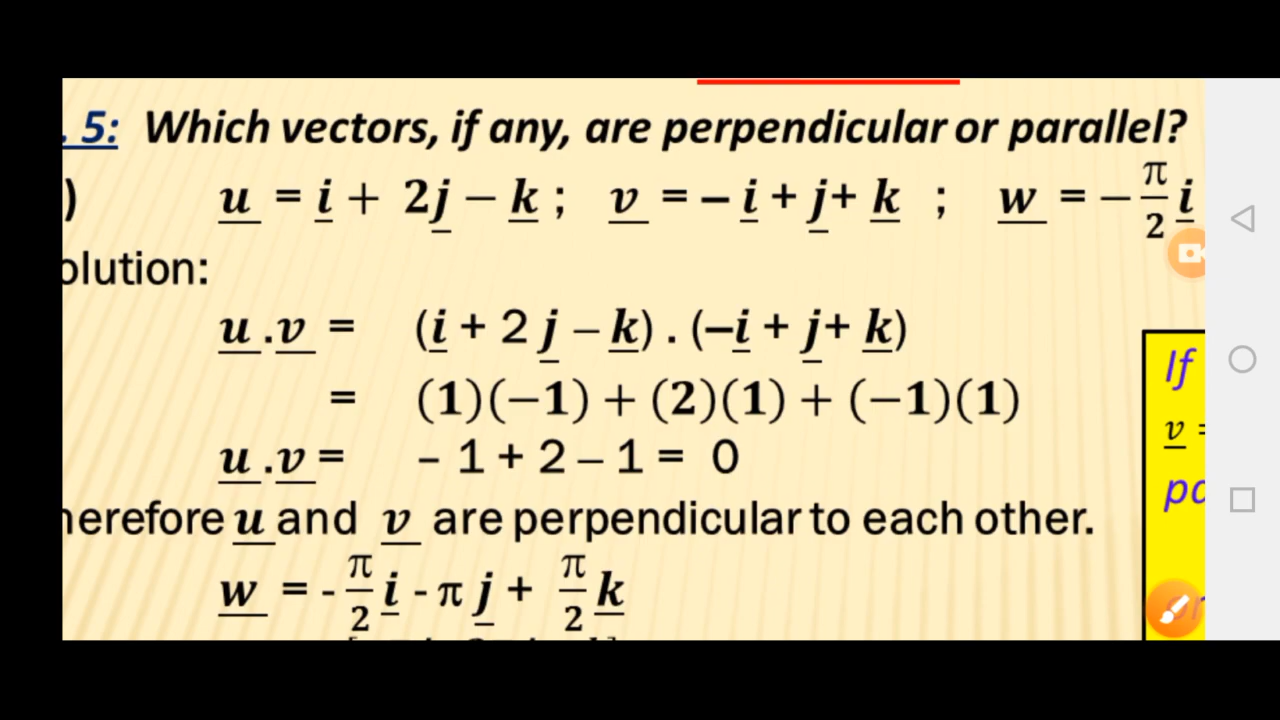 . 5: Which vectors, if any, are perpendicular or parallel?
) u = i + 2j – k ; v = – i + j + k ; w = – π/2 i
olution:
u . v = (i + 2 j – k) . (–i + j + k)
= (1)(−1) + (2)(1) + (−1)(1)
u . v = – 1 + 2 – 1 = 0
herefore u and v are perpendicular to each other.
w = - π/2 i - π j + π/2 k
If
v =
pa